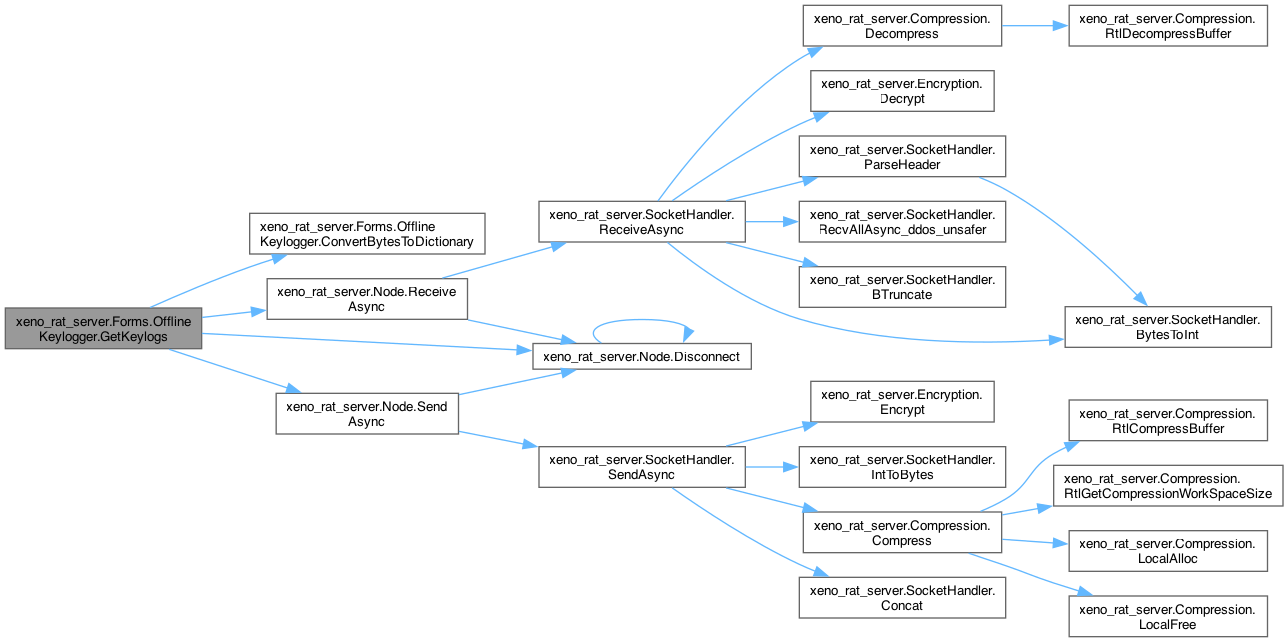 xeno_rat_server.Forms.Offline
Keylogger.GetKeylogs
xeno_rat_server.Forms.Offline
Keylogger.ConvertBytesToDictionary
xeno_rat_server.Node.Receive
Async
xeno_rat_server.Node.Disconnect
xeno_rat_server.Node.Send
Async
xeno_rat_server.SocketHandler.
ReceiveAsync
xeno_rat_server.SocketHandler.
SendAsync
xeno_rat_server.Compression.
Decompress
xeno_rat_server.Encryption.
Decrypt
xeno_rat_server.SocketHandler.
ParseHeader
xeno_rat_server.SocketHandler.
RecvAllAsync_ddos_unsafer
xeno_rat_server.SocketHandler.
BTruncate
xeno_rat_server.Encryption.
Encrypt
xeno_rat_server.SocketHandler.
IntToBytes
xeno_rat_server.Compression.
Compress
xeno_rat_server.SocketHandler.
Concat
xeno_rat_server.Compression.
RtlDecompressBuffer
xeno_rat_server.SocketHandler.
BytesToInt
xeno_rat_server.Compression.
RtlCompressBuffer
xeno_rat_server.Compression.
RtlGetCompressionWorkSpaceSize
xeno_rat_server.Compression.
LocalAlloc
xeno_rat_server.Compression.
LocalFree